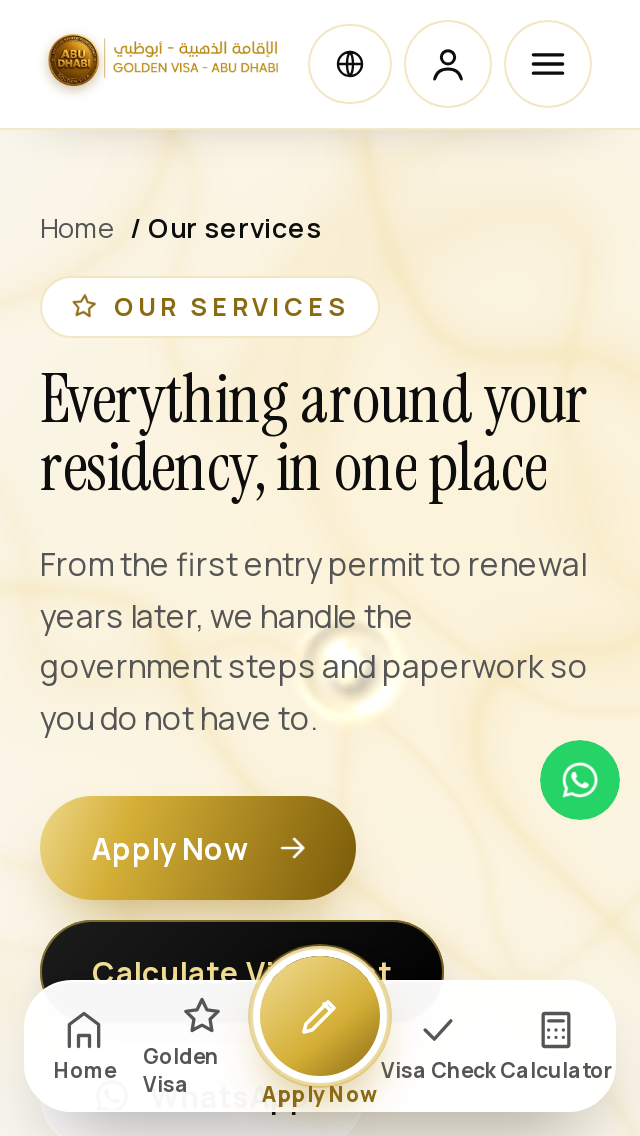 ABU DHABI
الإقامة الذهبية - أبوظبي
GOLDEN VISA - ABU DHABI
Home / Our services
OUR SERVICES
Everything around your
residency, in one place
From the first entry permit to renewal
years later, we handle the
government steps and paperwork so
you do not have to.
Apply Now
Calculate
WhatsApp
Home
Golden Visa
Apply Now
Visa Check
Calculator